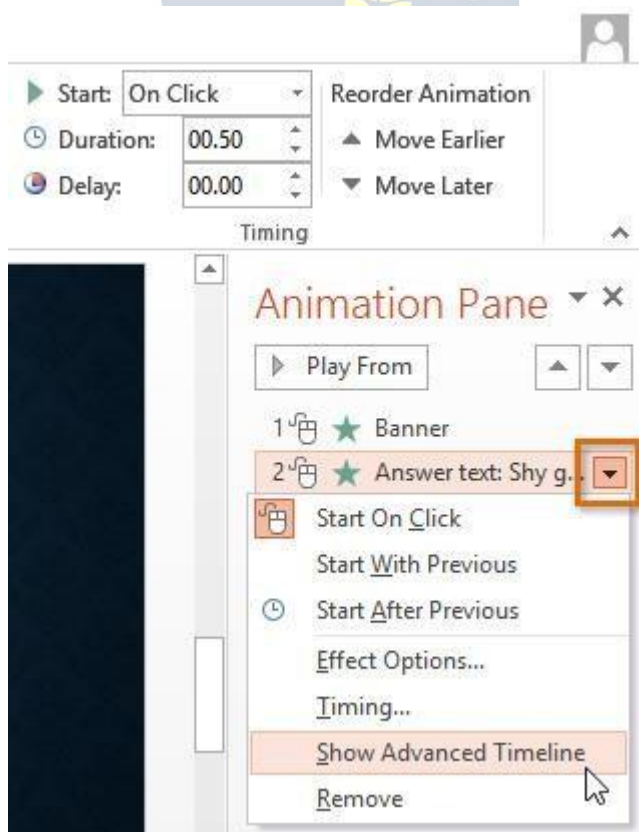 Start: On Click
Duration: 00.50
Delay: 00.00
Reorder Animation
Move Earlier
Move Later
Timing
Animation Pane
Play From
1 Banner
2 Answer text: Shy g...
Start On Click
Start With Previous
Start After Previous
Effect Options...
Timing...
Show Advanced Timeline
Remove